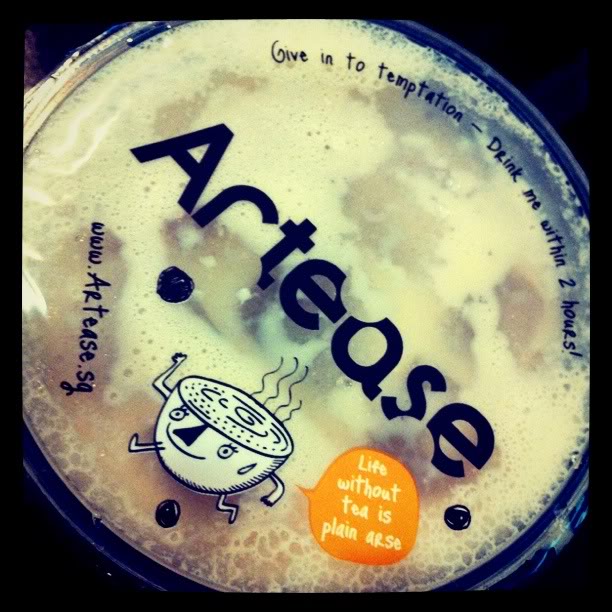 Give in to temptation – Drink me within 2 hours!
Artease
www.Artease.sg
Life
without
tea is
plain arse